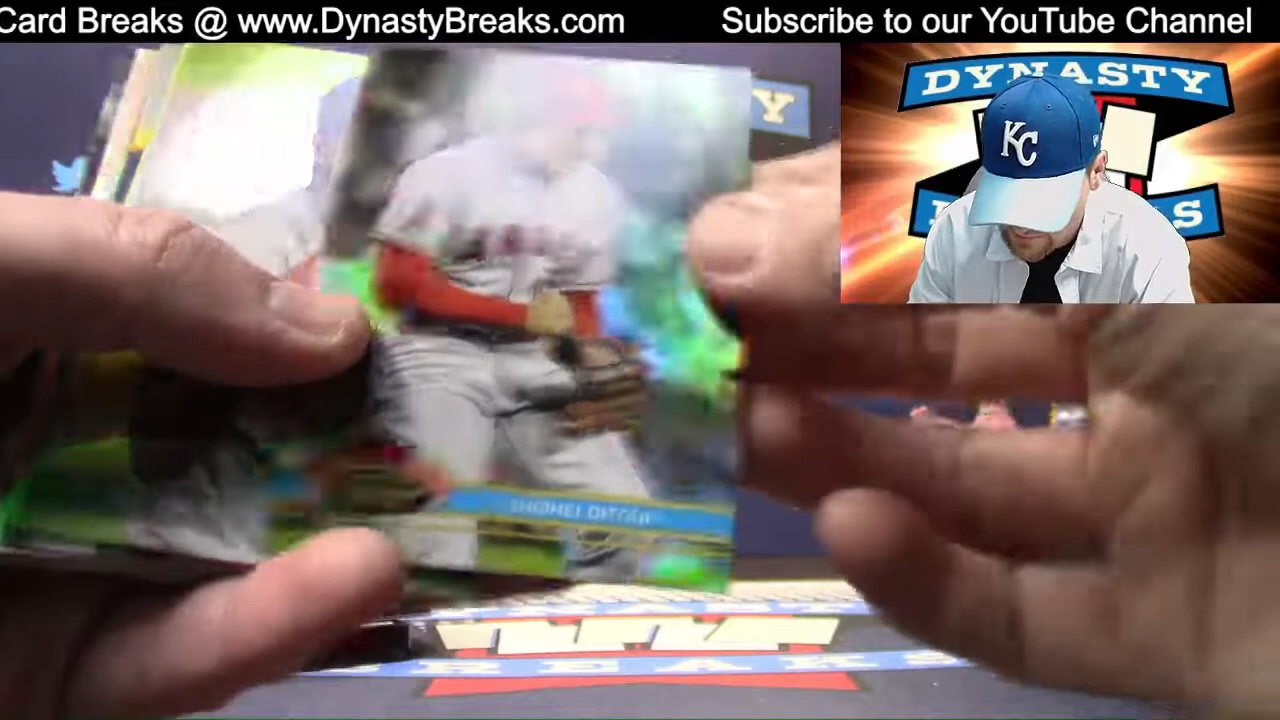 Card Breaks @ www.DynastyBreaks.com Subscribe to our YouTube Channel
DYNASTY
KC
S
Y
SHOHEI OHTANI
BREAKS